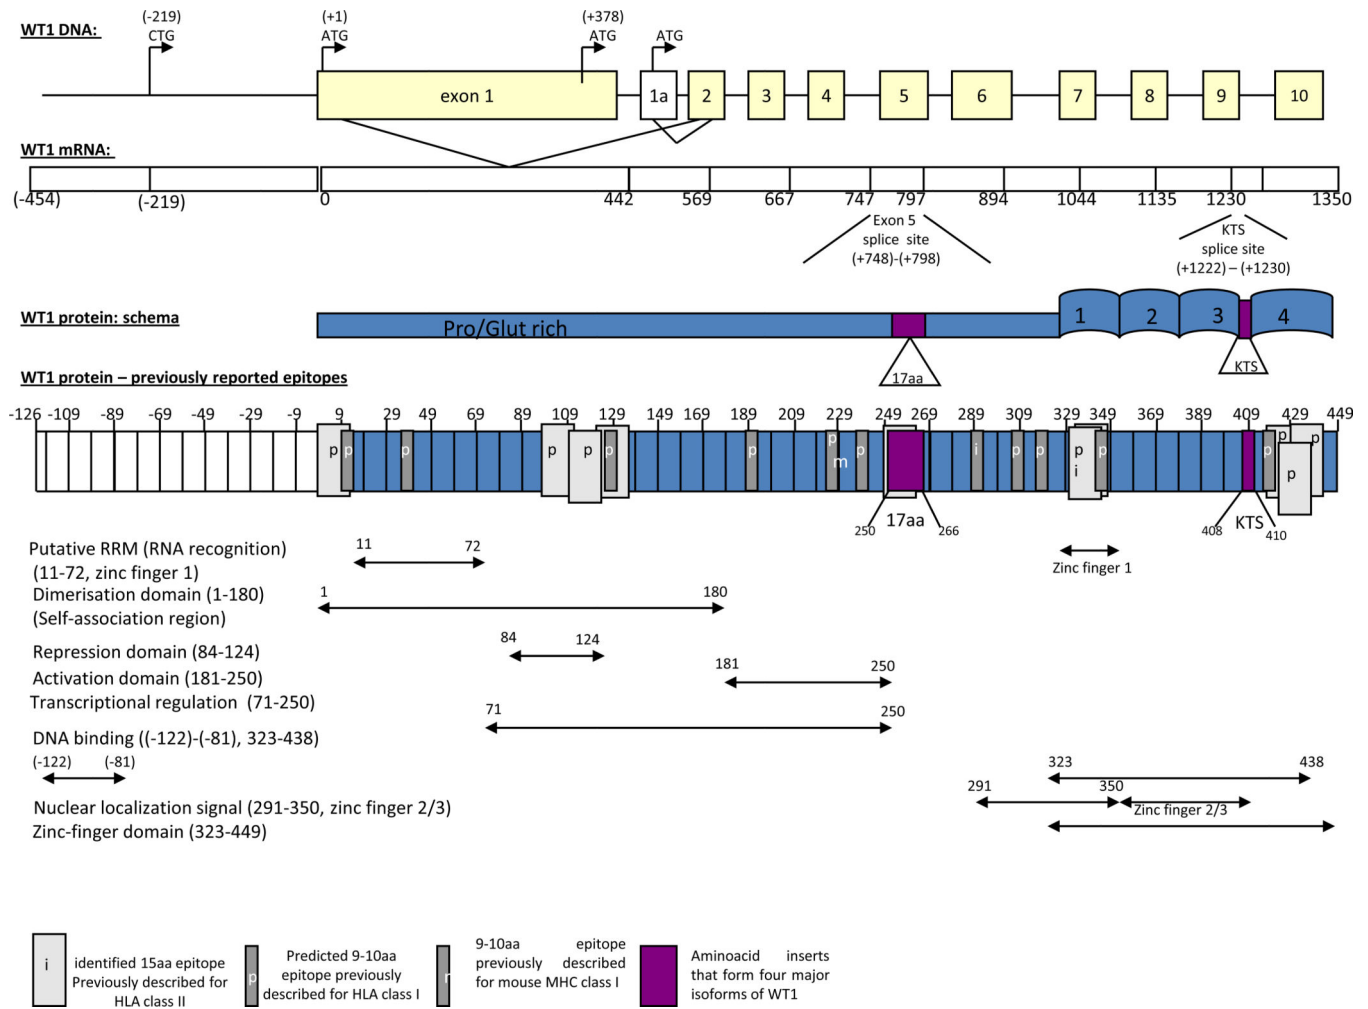 WT1 DNA:
(-219)
CTG
(+1)
ATG
(+378)
ATG
ATG
exon 1
1a
2
3
4
5
6
7
8
9
10
WT1 mRNA:
(-454)
(-219)
0
442
569
667
747
797
894
1044
1135
1230
1350
Exon 5
splice site
(+748)-(+798)
KTS
splice site
(+1222) – (+1230)
WT1 protein: schema
Pro/Glut rich
1
2
3
4
17aa
KTS
WT1 protein – previously reported epitopes
-126 -109 -89 -69 -49 -29 -9 9 29 49 69 89 109 129 149 169 189 209 229 249 269 289 309 329 349 369 389 409 429 449
p p p p p p p p m p i p p p i p p p p p
250
17aa
266
408
KTS
410
Putative RRM (RNA recognition)
(11-72, zinc finger 1)
11
72
Zinc finger 1
Dimerisation domain (1-180)
(Self-association region)
1
180
Repression domain (84-124)
84
124
Activation domain (181-250)
181
250
Transcriptional regulation (71-250)
71
250
DNA binding ((-122)-(-81), 323-438)
(-122)
(-81)
323
438
Nuclear localization signal (291-350, zinc finger 2/3)
291
350
Zinc finger 2/3
Zinc-finger domain (323-449)
i
identified 15aa epitope
Previously described for
HLA class II
p
Predicted 9-10aa
epitope previously
described for HLA class I
9-10aa epitope
previously described
for mouse MHC class I
Aminoacid inserts
that form four major
isoforms of WT1